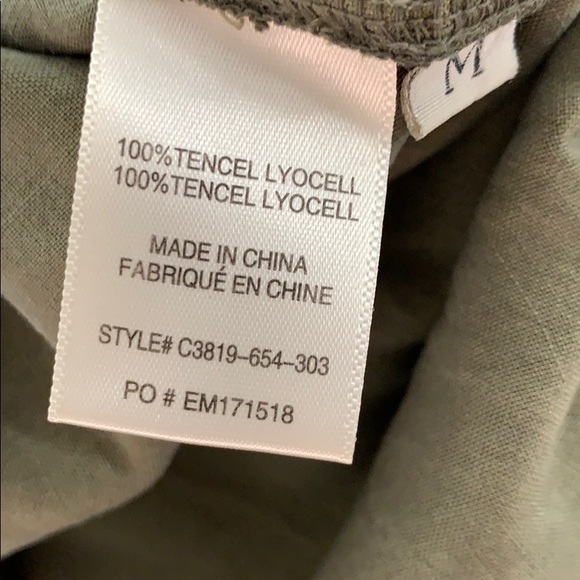 M
100%TENCEL LYOCELL
100%TENCEL LYOCELL
MADE IN CHINA
FABRIQUÉ EN CHINE
STYLE# C3819-654-303
PO # EM171518